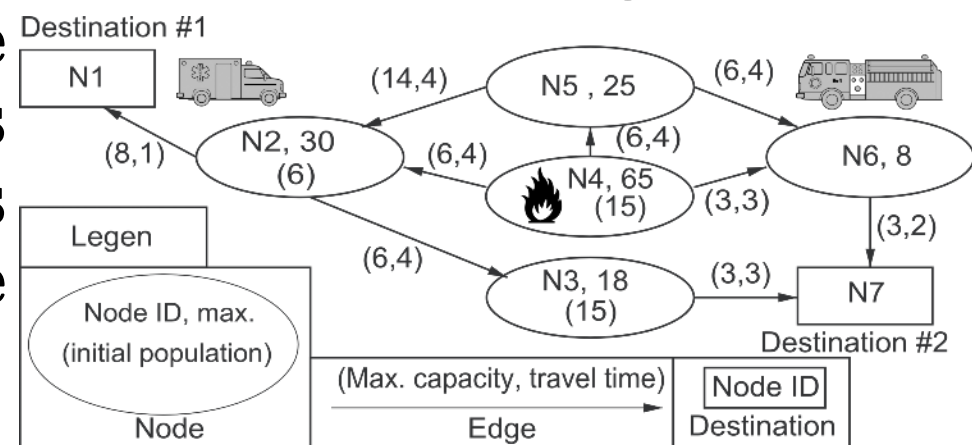 Destination #1
N1
(14,4)
N5 , 25
(6,4)
(8,1)
N2, 30
(6)
(6,4)
(6,4)
N4, 65
(15)
(3,3)
N6, 8
(6,4)
N3, 18
(15)
(3,3)
(3,2)
N7
Destination #2
Legen
Node ID, max.
(initial population)
Node
(Max. capacity, travel time)
Edge
Node ID
Destination